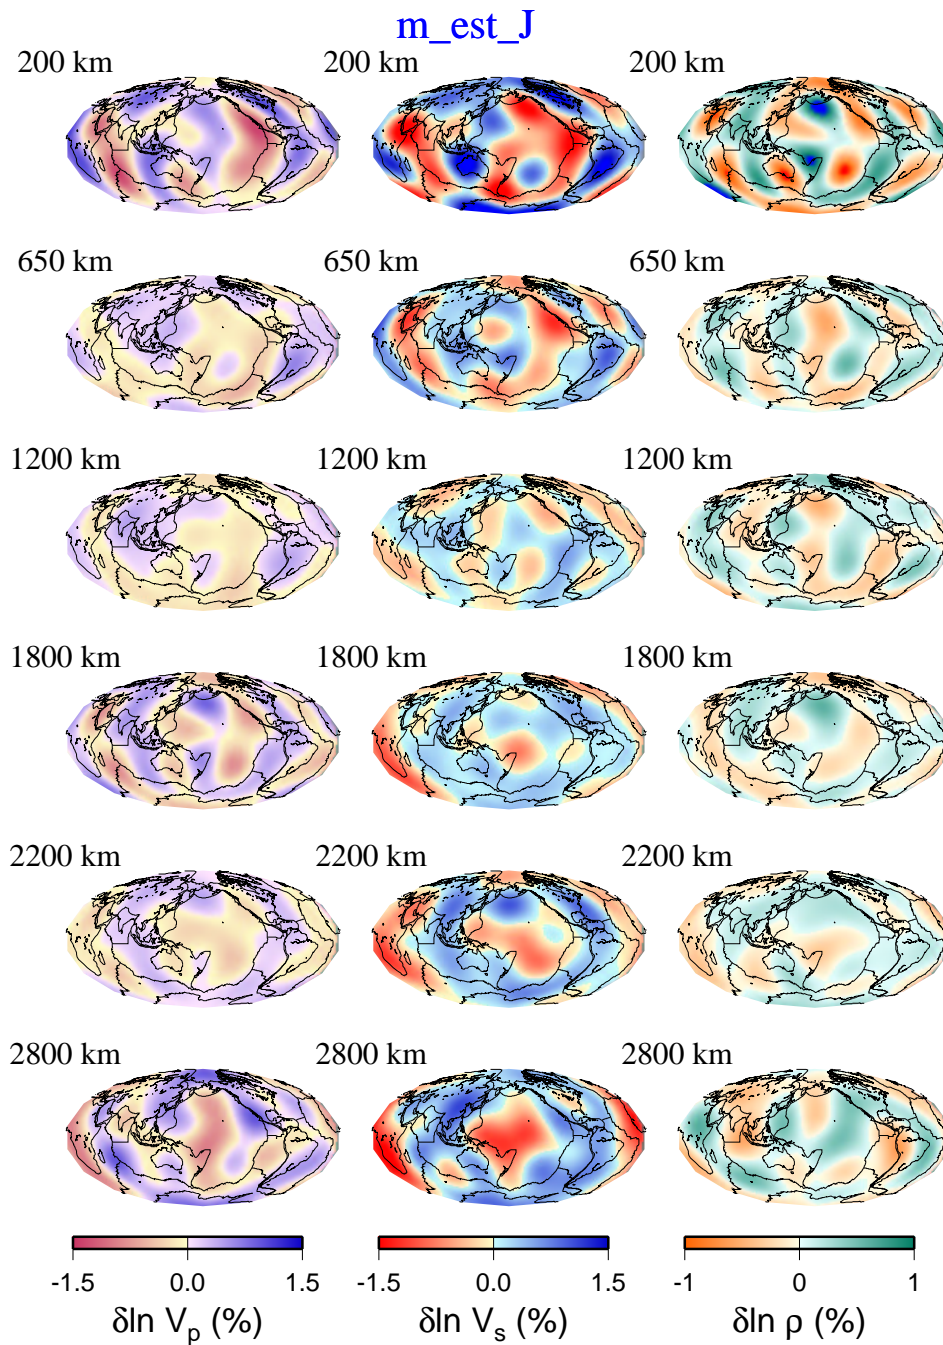 m_est_J
200 km 200 km 200 km
650 km 650 km 650 km
1200 km 1200 km 1200 km
1800 km 1800 km 1800 km
2200 km 2200 km 2200 km
2800 km 2800 km 2800 km
-1.5 0.0 1.5 -1.5 0.0 1.5 -1 0 1
δln Vp (%) δln Vs (%) δln ρ (%)